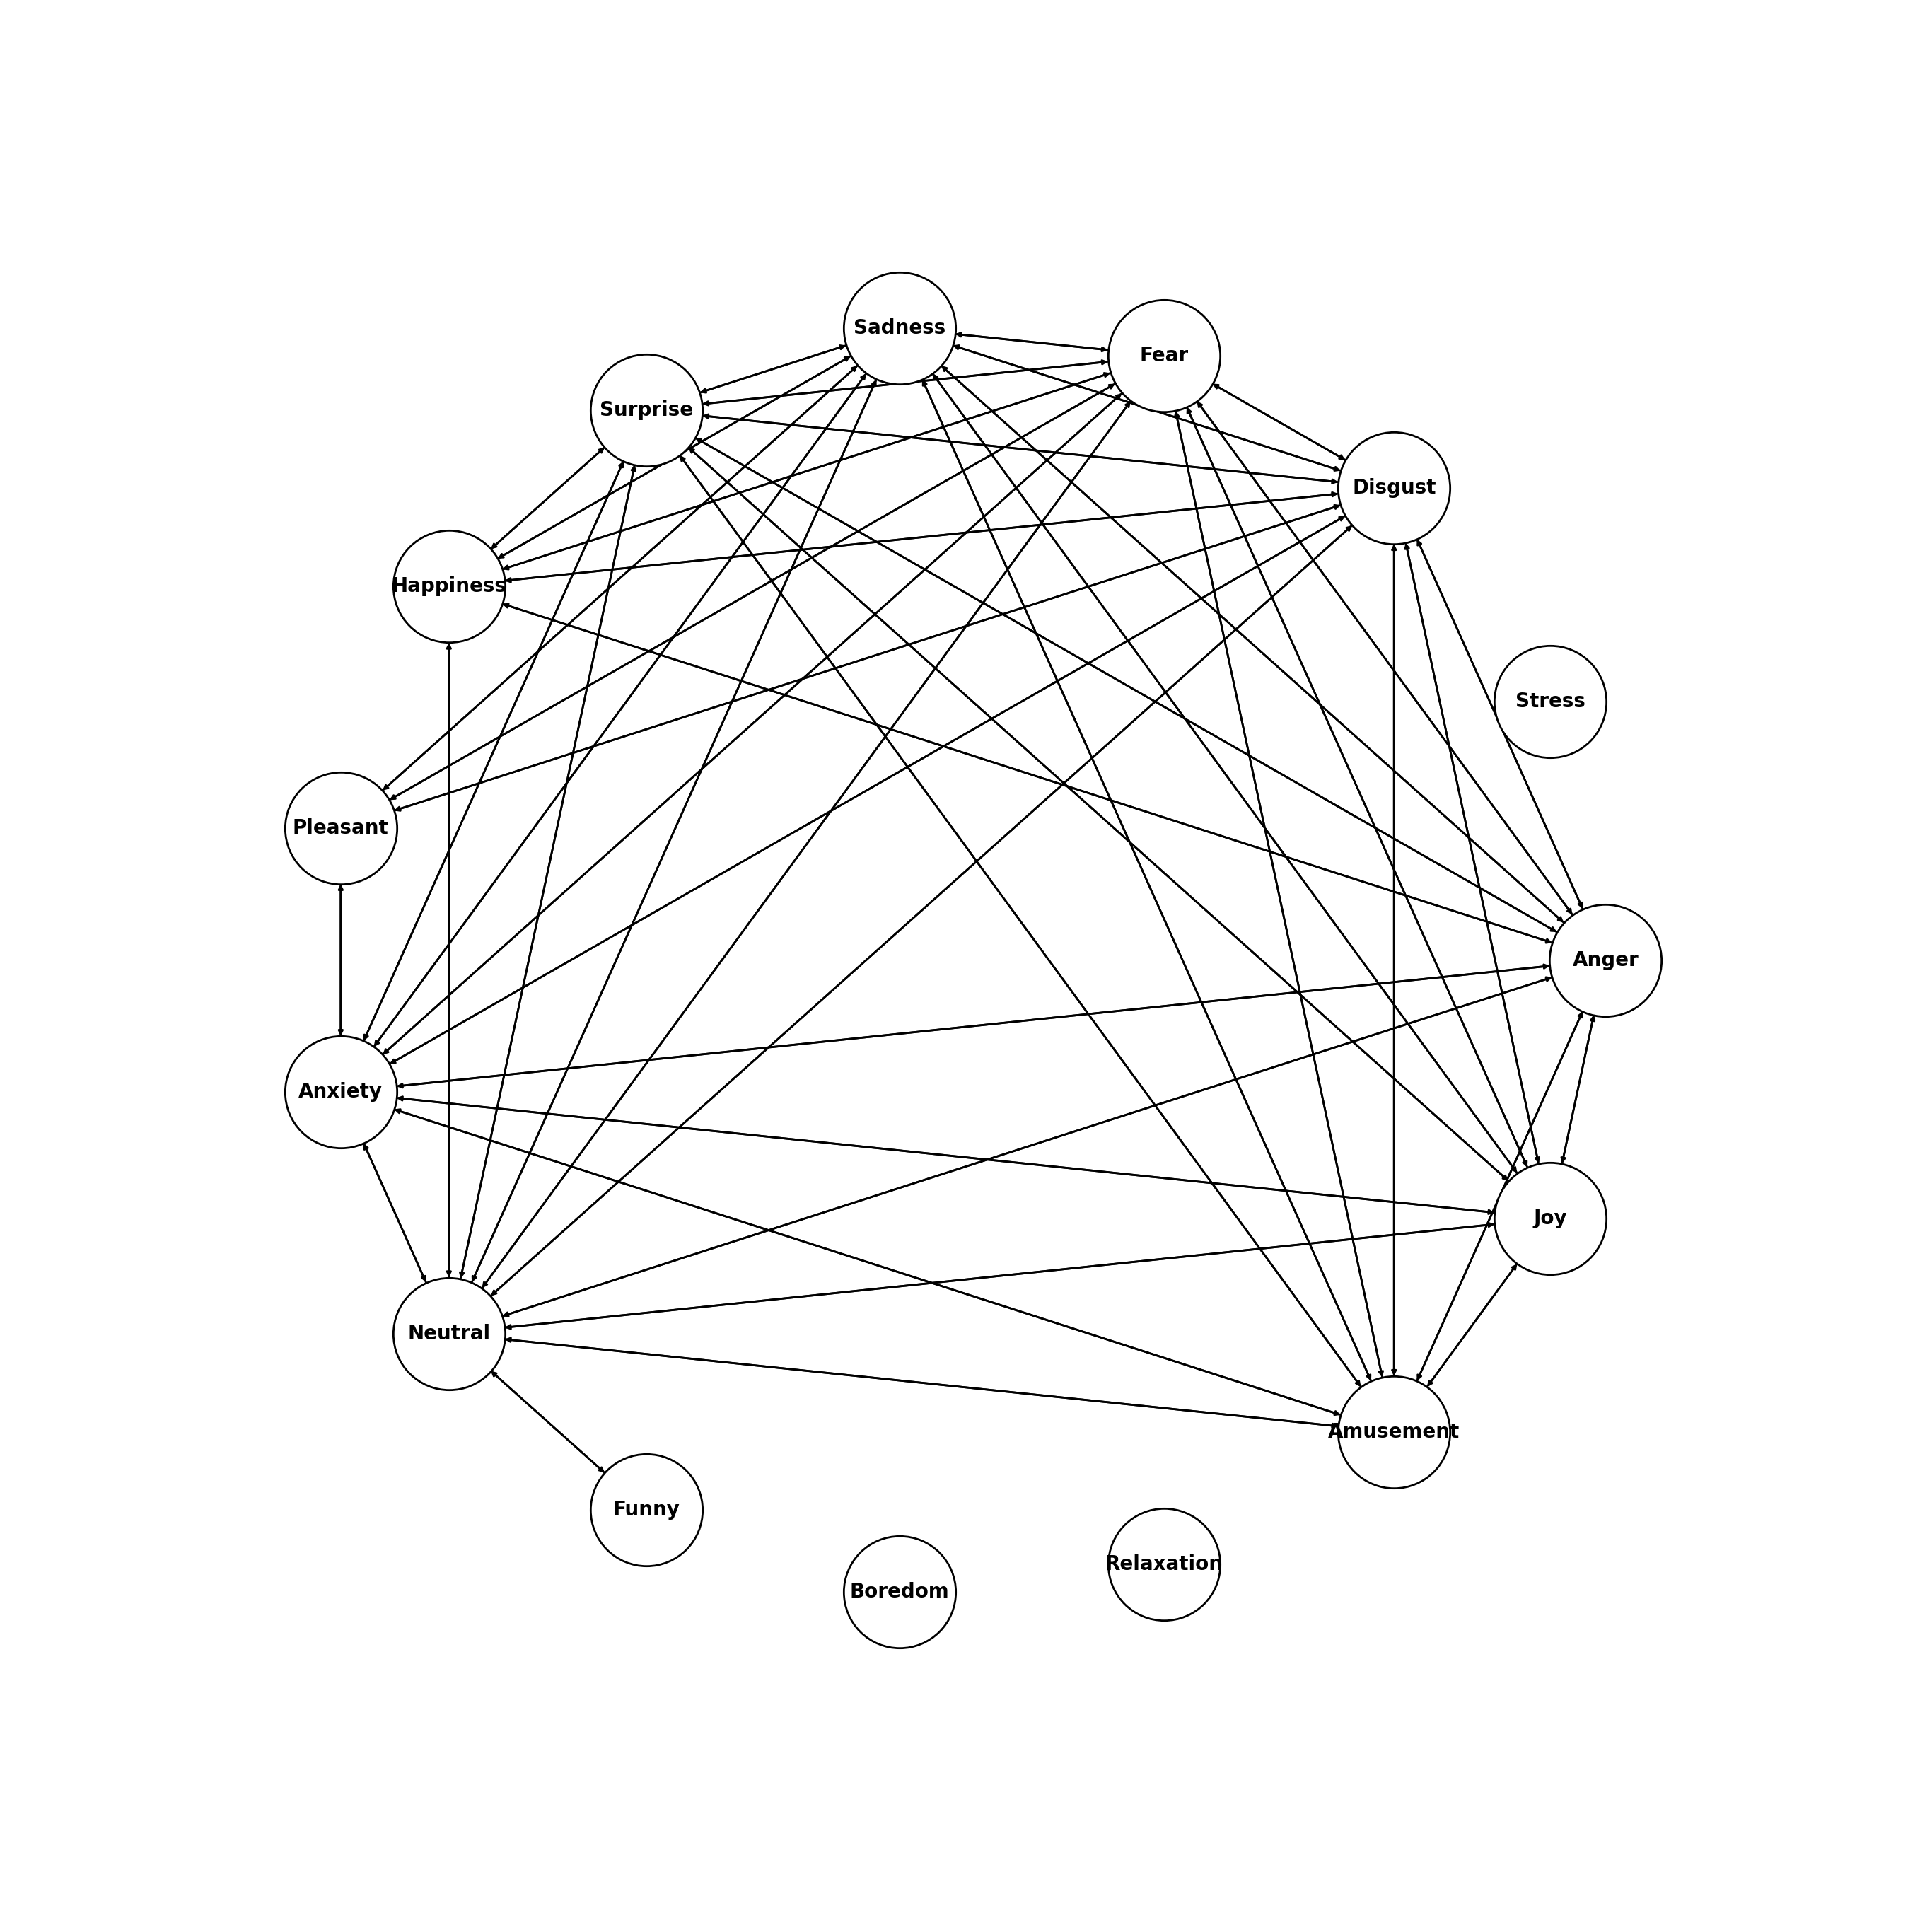 Sadness
Fear
Surprise
Disgust
Happiness
Stress
Pleasant
Anger
Anxiety
Joy
Neutral
Amusement
Funny
Relaxation
Boredom